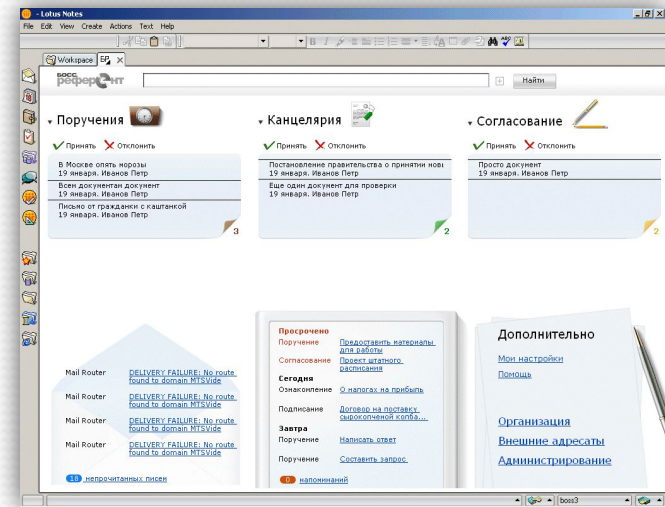 - Lotus Notes
File Edit View Create Actions Text Help
Workspace БР
БОСС
референт
Найти
Поручения
Принять Отклонить
В Москве опять морозы
19 января. Иванов Петр
Всем документам документ
19 января. Иванов Петр
Письмо от гражданки с каштанкой
19 января. Иванов Петр
3
Канцелярия
Принять Отклонить
Постановление правительства о принятии новы
19 января. Иванов Петр
Еще один документ для проверки
19 января. Иванов Петр
2
Согласование
Принять Отклонить
Просто документ
19 января. Иванов Петр
2
Mail Router DELIVERY FAILURE: No route
found to domain MTSVide
Mail Router DELIVERY FAILURE: No route
found to domain MTSVide
Mail Router DELIVERY FAILURE: No route
found to domain MTSVide
Mail Router DELIVERY FAILURE: No route
found to domain MTSVide
18 непрочитанных писем
Просрочено
Поручение Предоставить материалы
для работы
Согласование Проект штатного
расписания
Сегодня
Ознакомление О налогах на прибыль
Подписание Договор на поставку
сырокопченой колба...
Завтра
Поручение Написать ответ
Поручение Составить запрос
0 напоминаний
Дополнительно
Мои настройки
Помощь
Организация
Внешние адресаты
Администрирование
boss3